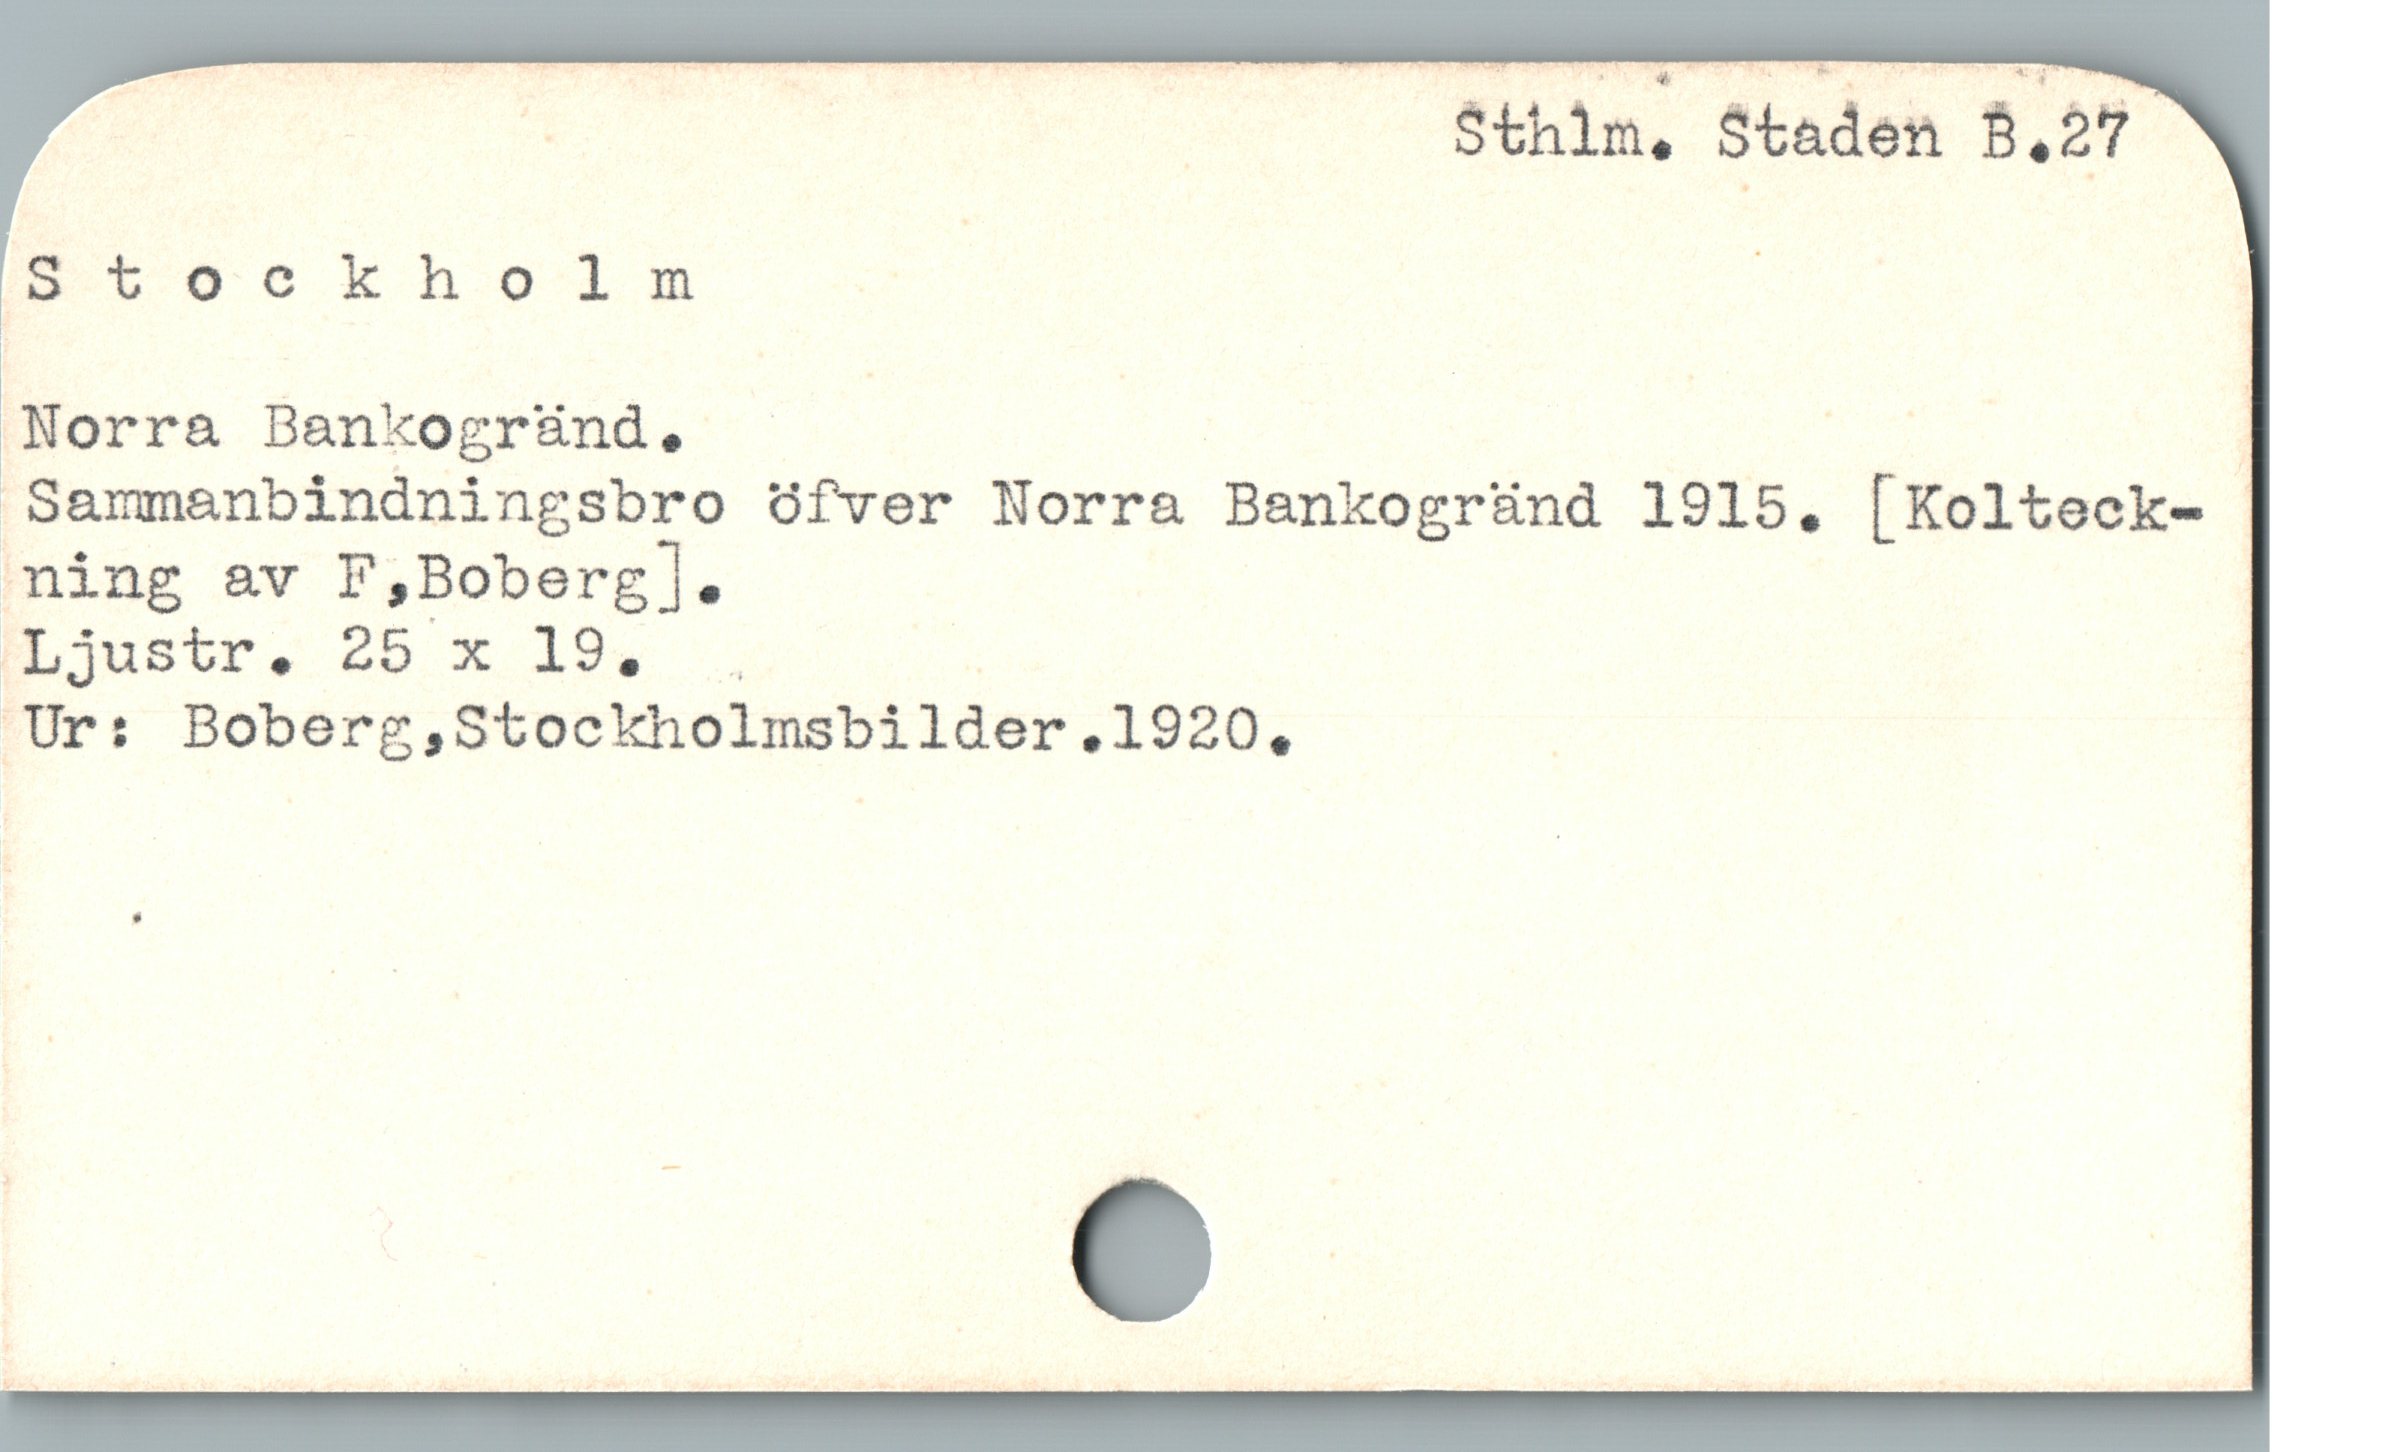 Sthlm. Staden B.27
S t o c k h o l m
Norra Bankogränd.
Sammanbindningsbro öfver Norra Bankogränd 1915. [Kolteck-
ning av F,Boberg].
Ljustr. 25 x 19.
Ur: Boberg,Stockholmsbilder.1920.